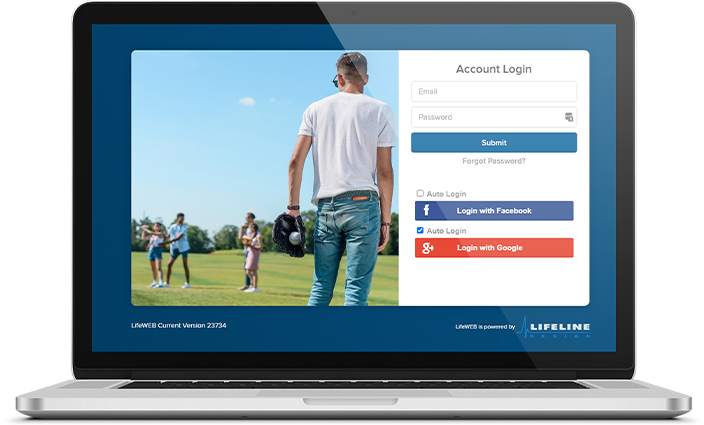 Account Login
Email
Password
Submit
Forgot Password?
Auto Login
f Login with Facebook
Auto Login
g+ Login with Google
LifeWEB Current Version 23734
LifeWEB is powered by LIFELINE
DESIGN